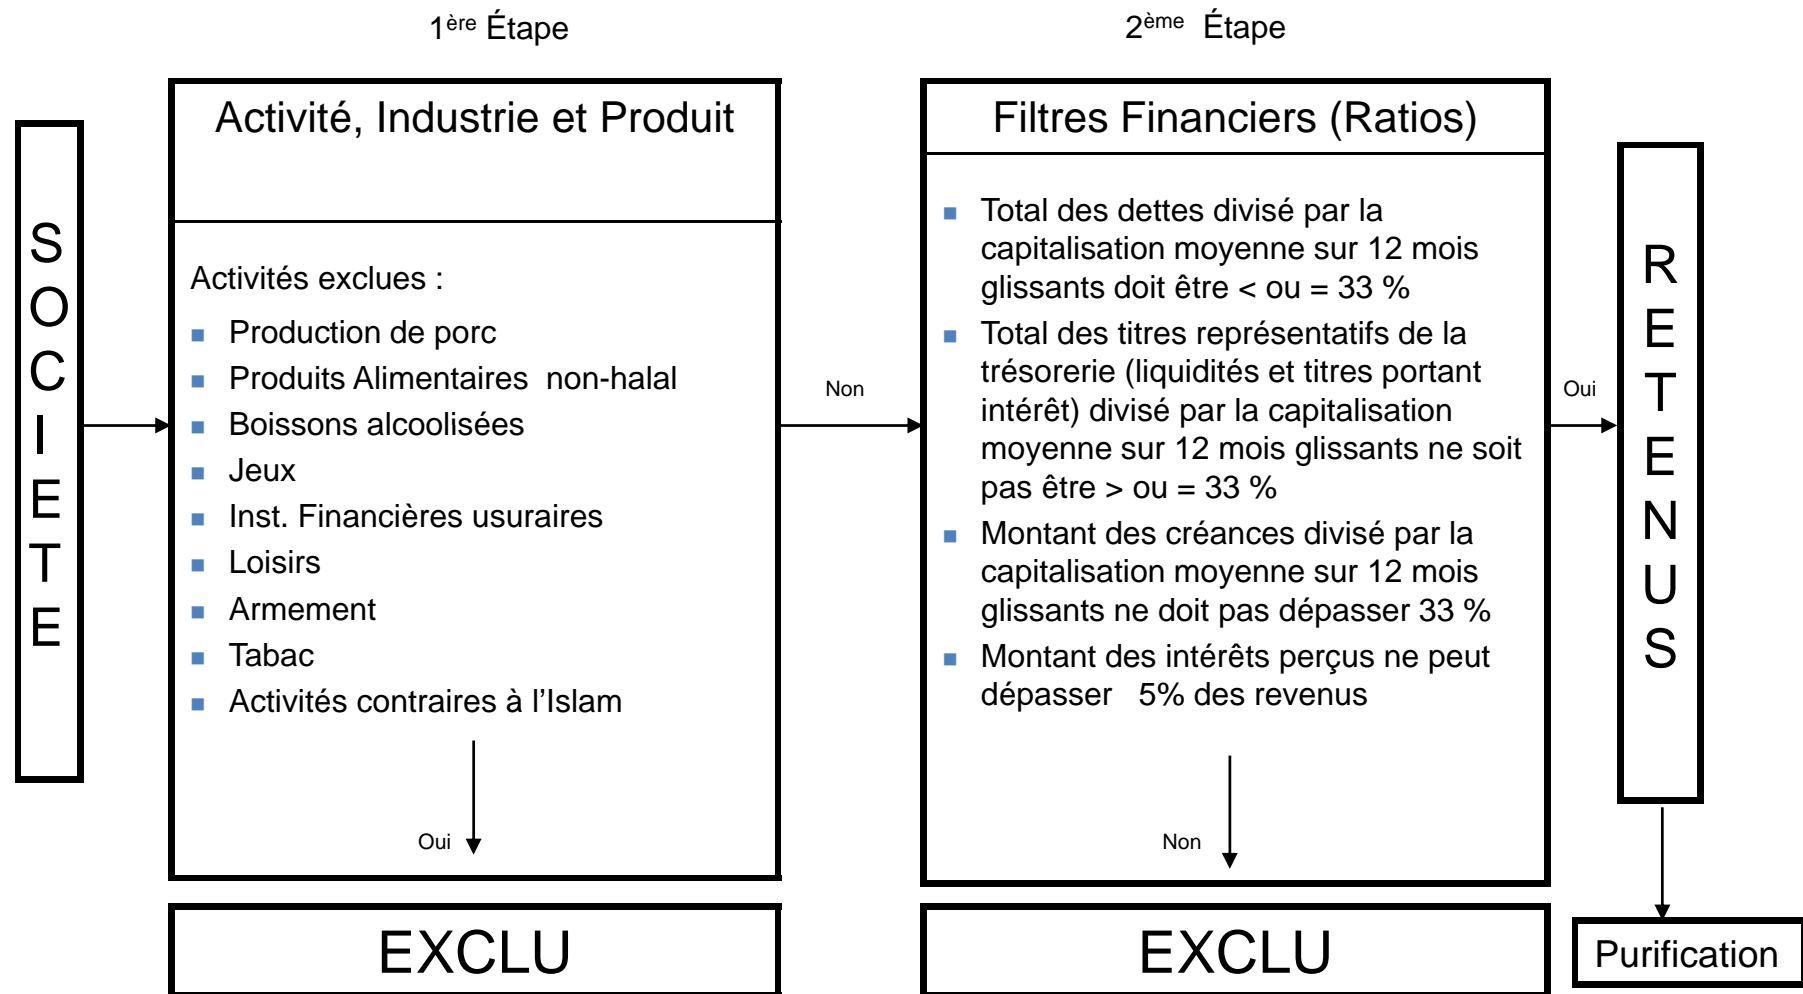 1ère Étape
2ème Étape
SOCIETE
Activité, Industrie et Produit
Activités exclues :
Production de porc
Produits Alimentaires non-halal
Boissons alcoolisées
Jeux
Inst. Financières usuraires
Loisirs
Armement
Tabac
Activités contraires à l’Islam
Oui
EXCLU
Non
Filtres Financiers (Ratios)
Total des dettes divisé par la
capitalisation moyenne sur 12 mois
glissants doit être < ou = 33 %
Total des titres représentatifs de la
trésorerie (liquidités et titres portant
intérêt) divisé par la capitalisation
moyenne sur 12 mois glissants ne soit
pas être > ou = 33 %
Montant des créances divisé par la
capitalisation moyenne sur 12 mois
glissants ne doit pas dépasser 33 %
Montant des intérêts perçus ne peut
dépasser 5% des revenus
Non
EXCLU
Oui
RETENUS
Purification